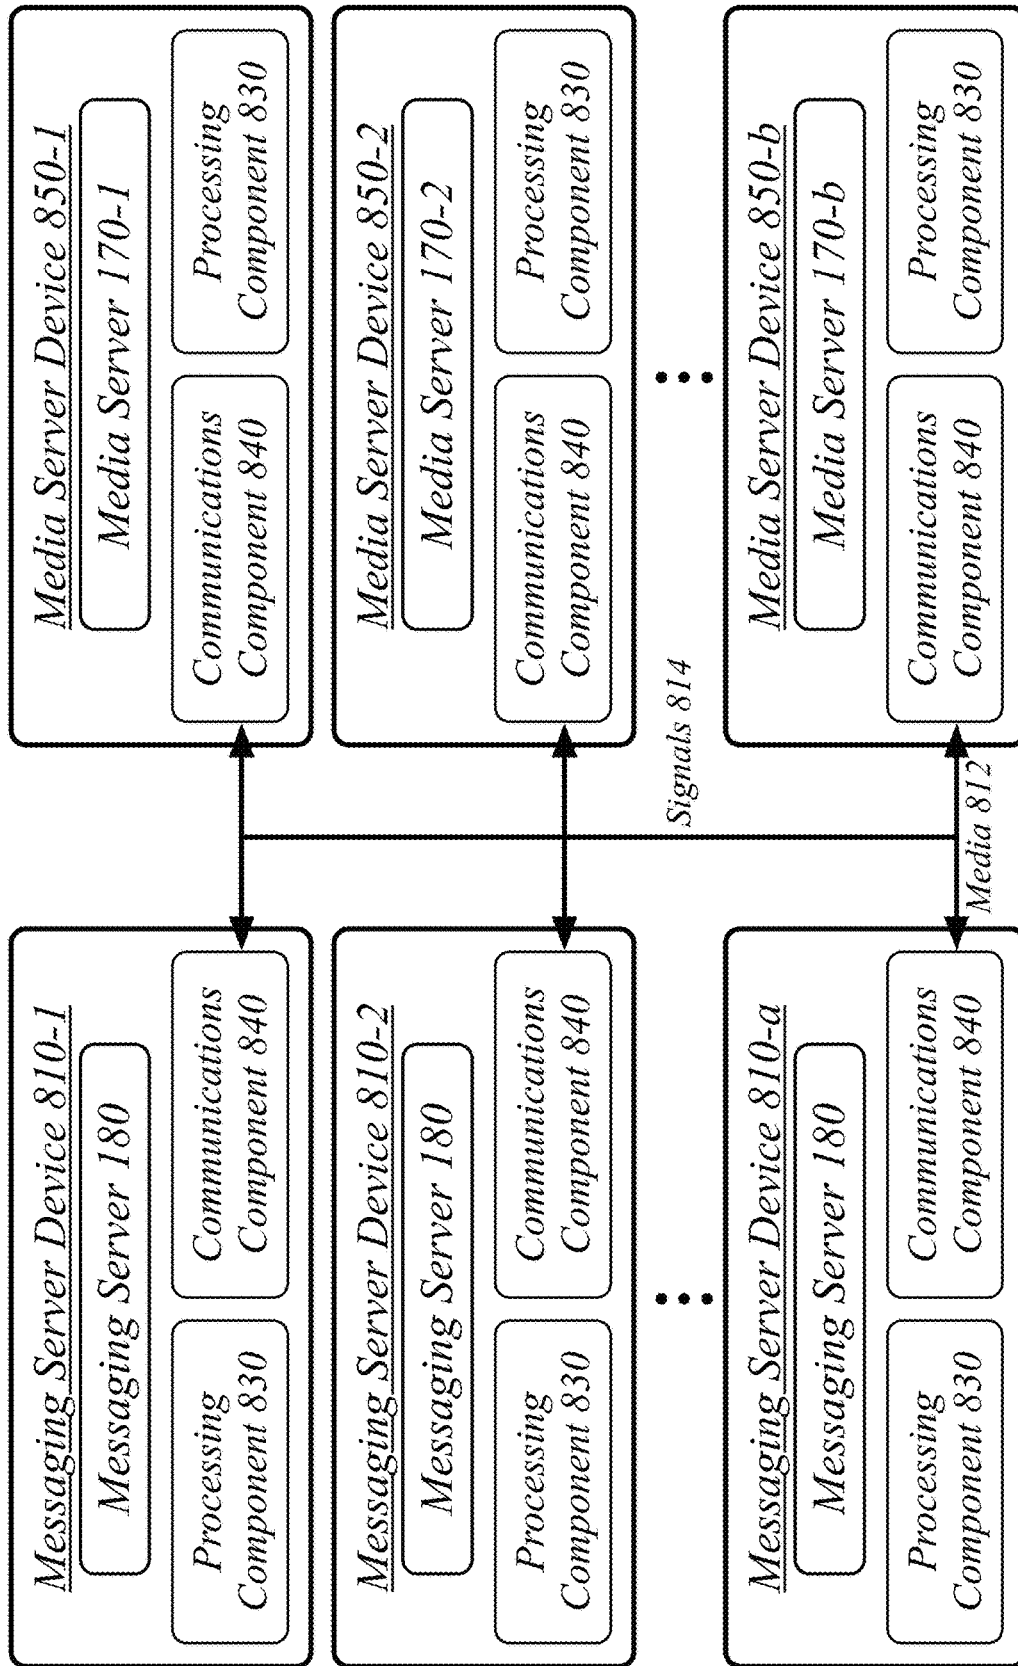 Messaging Server Device 810-1
Messaging Server 180
Processing
Component 830
Communications
Component 840
Media Server Device 850-1
Media Server 170-1
Communications
Component 840
Processing
Component 830
Messaging Server Device 810-2
Messaging Server 180
Processing
Component 830
Communications
Component 840
Media Server Device 850-2
Media Server 170-2
Communications
Component 840
Processing
Component 830
Signals 814
Messaging Server Device 810-a
Messaging Server 180
Processing
Component 830
Communications
Component 840
Media 812
Media Server Device 850-b
Media Server 170-b
Communications
Component 840
Processing
Component 830